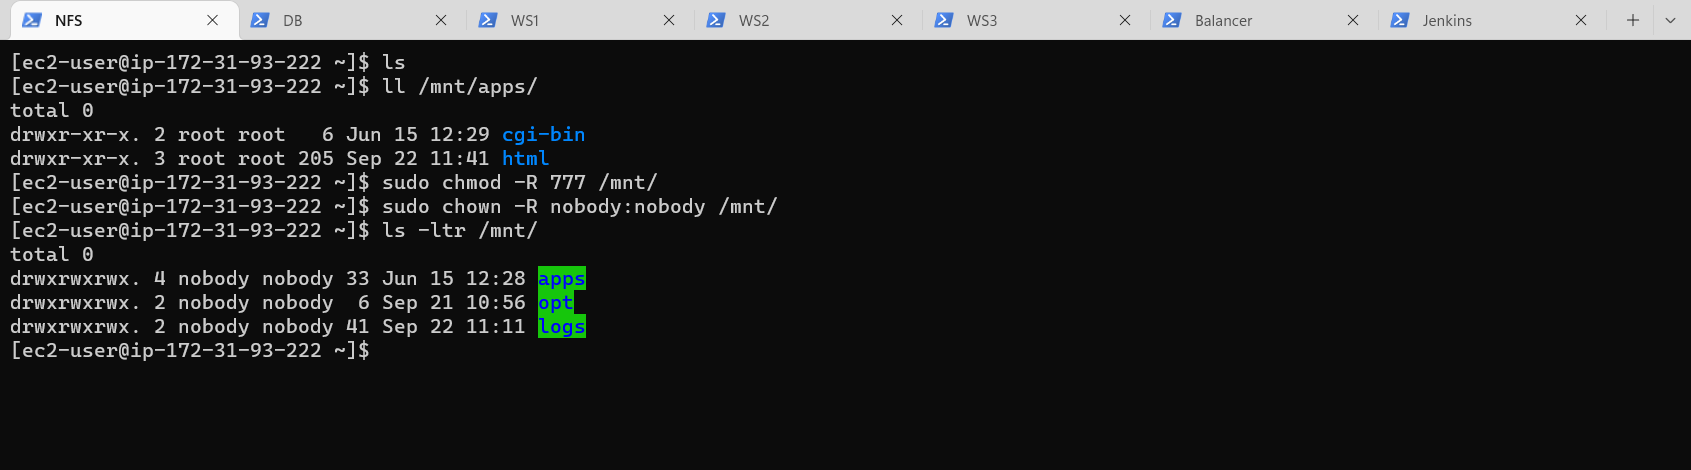 NFS DB WS1 WS2 WS3 Balancer Jenkins
[ec2-user@ip-172-31-93-222 ~]$ ls
[ec2-user@ip-172-31-93-222 ~]$ ll /mnt/apps/
total 0
drwxr-xr-x. 2 root root   6 Jun 15 12:29 cgi-bin
drwxr-xr-x. 3 root root 205 Sep 22 11:41 html
[ec2-user@ip-172-31-93-222 ~]$ sudo chmod -R 777 /mnt/
[ec2-user@ip-172-31-93-222 ~]$ sudo chown -R nobody:nobody /mnt/
[ec2-user@ip-172-31-93-222 ~]$ ls -ltr /mnt/
total 0
drwxrwxrwx. 4 nobody nobody 33 Jun 15 12:28 apps
drwxrwxrwx. 2 nobody nobody  6 Sep 21 10:56 opt
drwxrwxrwx. 2 nobody nobody 41 Sep 22 11:11 logs
[ec2-user@ip-172-31-93-222 ~]$